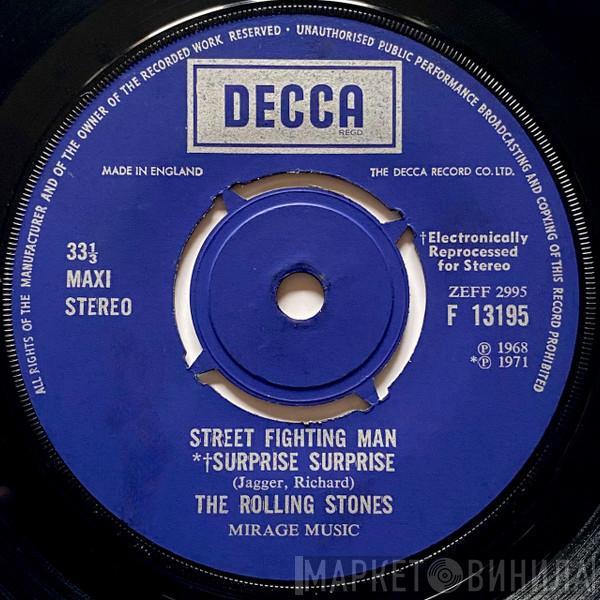 ALL RIGHTS OF THE MANUFACTURER AND OF THE OWNER OF THE RECORDED WORK RESERVED · UNAUTHORISED PUBLIC PERFORMANCE BROADCASTING AND COPYING OF THIS RECORD PROHIBITED
DECCA
REGD.
MADE IN ENGLAND
THE DECCA RECORD CO. LTD.
33⅓
MAXI
STEREO
†Electronically
Reprocessed
for Stereo
ZEFF 2995
F 13195
℗ 1968
*℗ 1971
STREET FIGHTING MAN
*†SURPRISE SURPRISE
(Jagger, Richard)
THE ROLLING STONES
MIRAGE MUSIC
МАРКЕТ ВИНИЛА